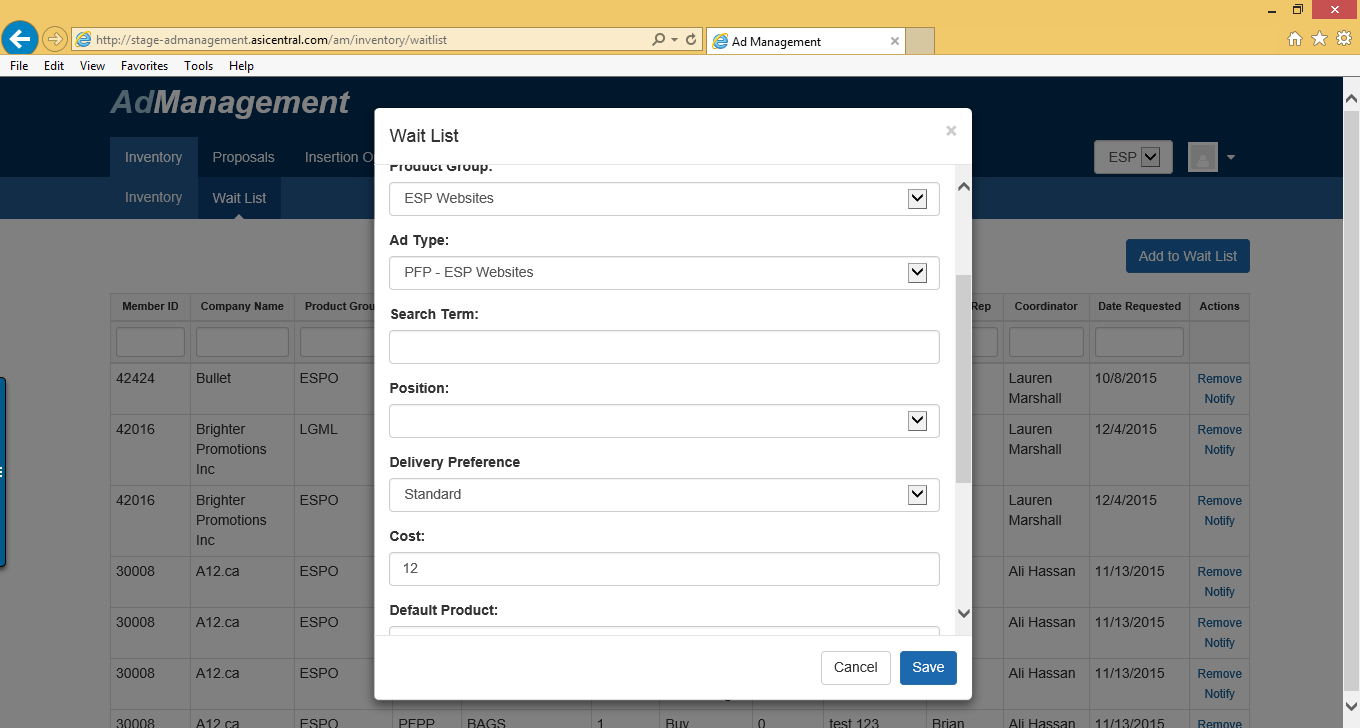 http://stage-admanagement.asicentral.com/am/inventory/waitlist
Ad Management
File Edit View Favorites Tools Help
AdManagement
Inventory Proposals Insertion O
ESP
Inventory Wait List
Add to Wait List
Wait List
Product Group:
ESP Websites
Ad Type:
PFP - ESP Websites
Search Term:
Position:
Delivery Preference
Standard
Cost:
12
Default Product:
Cancel Save
Member ID Company Name Product Grou Rep Coordinator Date Requested Actions
42424 Bullet ESPO Lauren Marshall 10/8/2015 Remove Notify
42016 Brighter Promotions Inc LGML Lauren Marshall 12/4/2015 Remove Notify
42016 Brighter Promotions Inc ESPO Lauren Marshall 12/4/2015 Remove Notify
30008 A12.ca ESPO Ali Hassan 11/13/2015 Remove Notify
30008 A12.ca ESPO Ali Hassan 11/13/2015 Remove Notify
30008 A12.ca ESPO Ali Hassan 11/13/2015 Remove Notify
30008 A12.ca ESPO PFPP BAGS 1 Buy 0 test 123 Brian Ali Hassan 11/13/2015 Remove